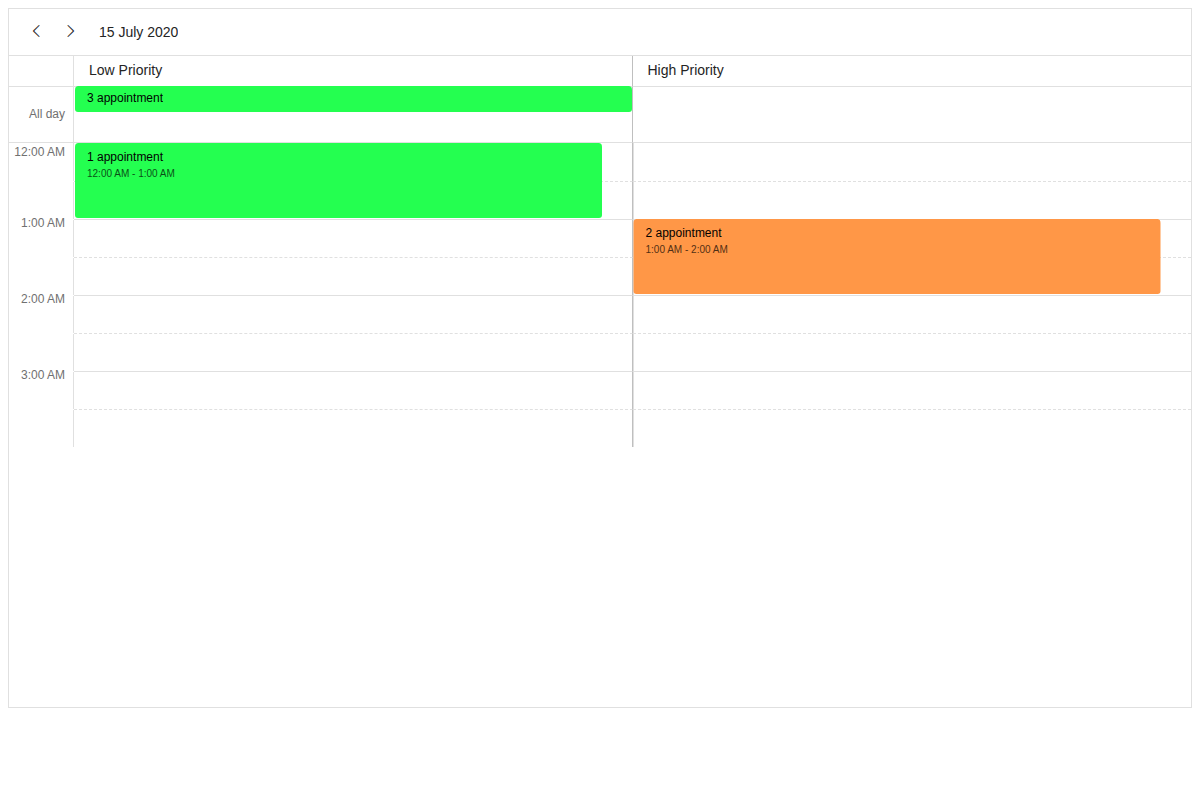 15 July 2020
Low Priority
High Priority
3 appointment
All day
12:00 AM
1 appointment
12:00 AM - 1:00 AM
1:00 AM
2 appointment
1:00 AM - 2:00 AM
2:00 AM
3:00 AM